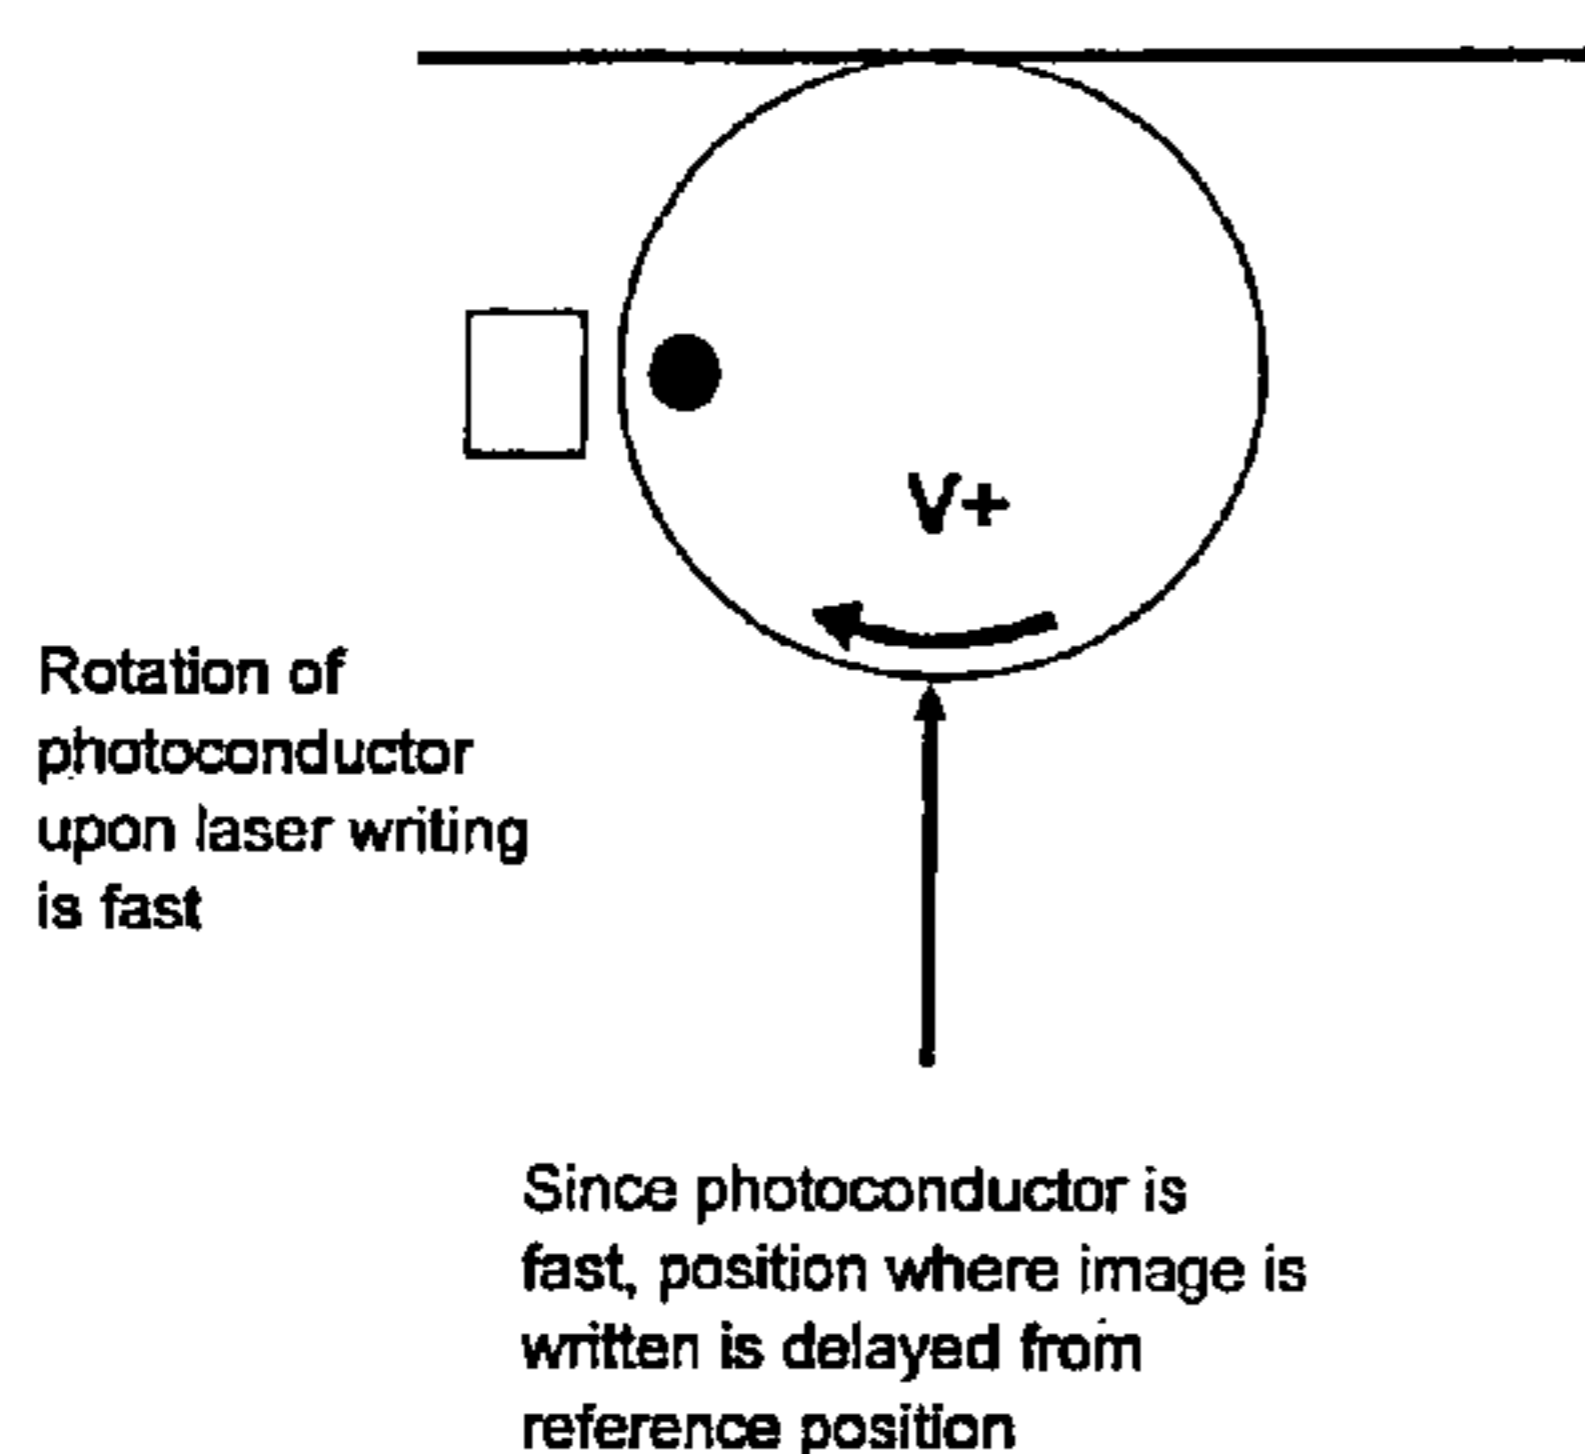 V+
Rotation of
photoconductor
upon laser writing
is fast
Since photoconductor is
fast, position where image is
written is delayed from
reference position